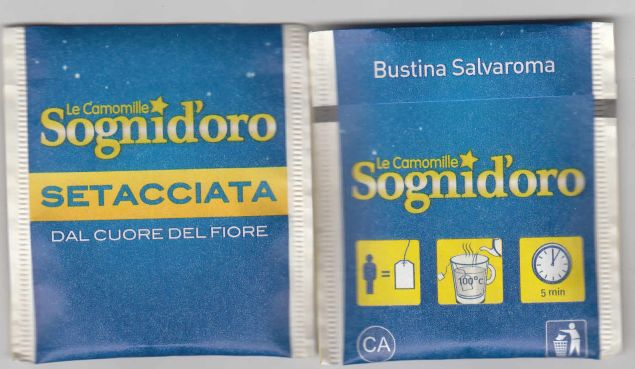 Le Camomille
Sognid'oro
SETACCIATA
DAL CUORE DEL FIORE
Bustina Salvaroma
Le Camomille
Sognid'oro
=
100°C
5 min
CA